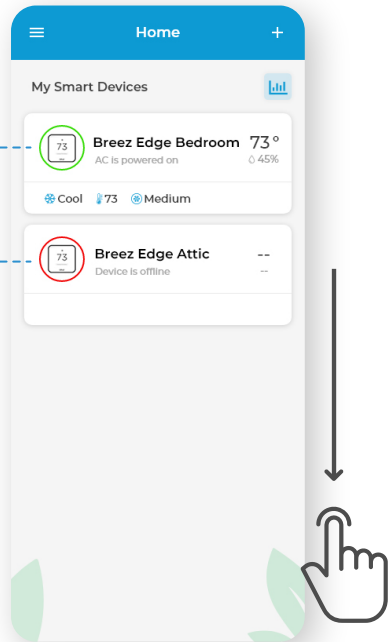 Home
My Smart Devices
73
Breez Edge Bedroom
73°
AC is powered on
45%
Cool
73
Medium
73
Breez Edge Attic
--
Device is offline
--